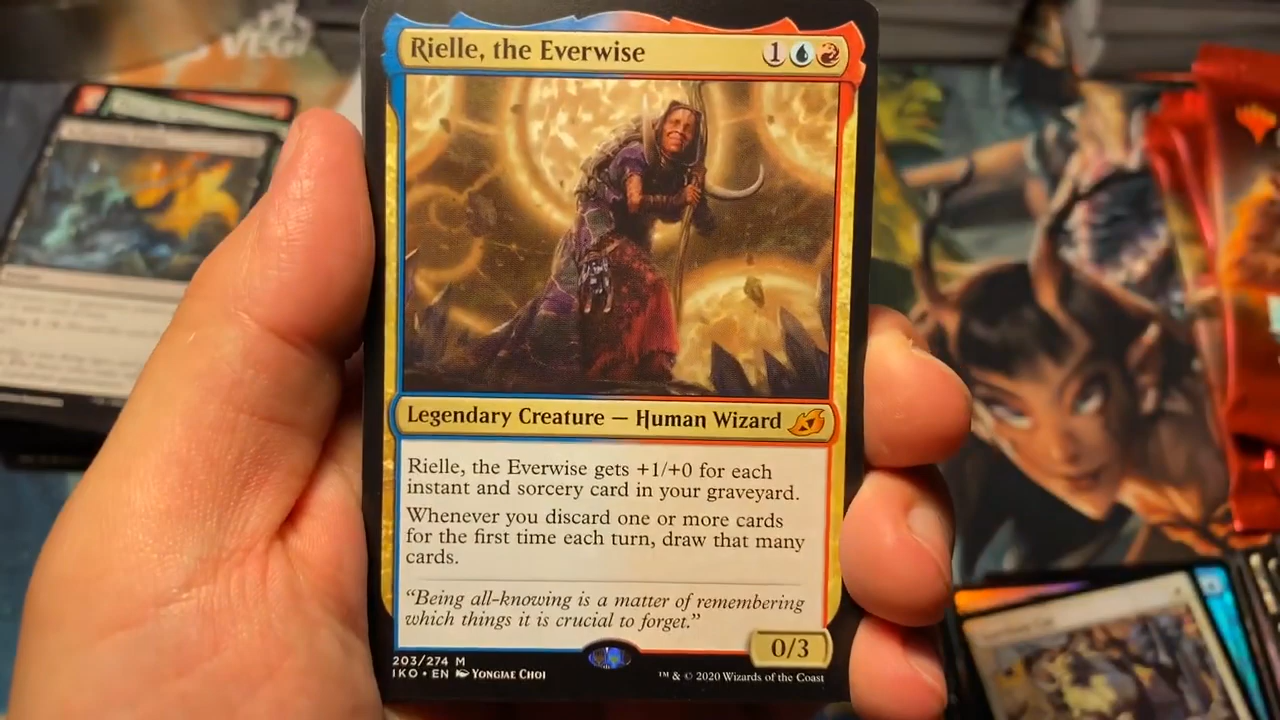 Rielle, the Everwise 1
Legendary Creature — Human Wizard
Rielle, the Everwise gets +1/+0 for each
instant and sorcery card in your graveyard.
Whenever you discard one or more cards
for the first time each turn, draw that many
cards.
“Being all-knowing is a matter of remembering
which things it is crucial to forget.”
0/3
203/274 M
IKO • EN Yongjae Choi
™ & © 2020 Wizards of the Coast